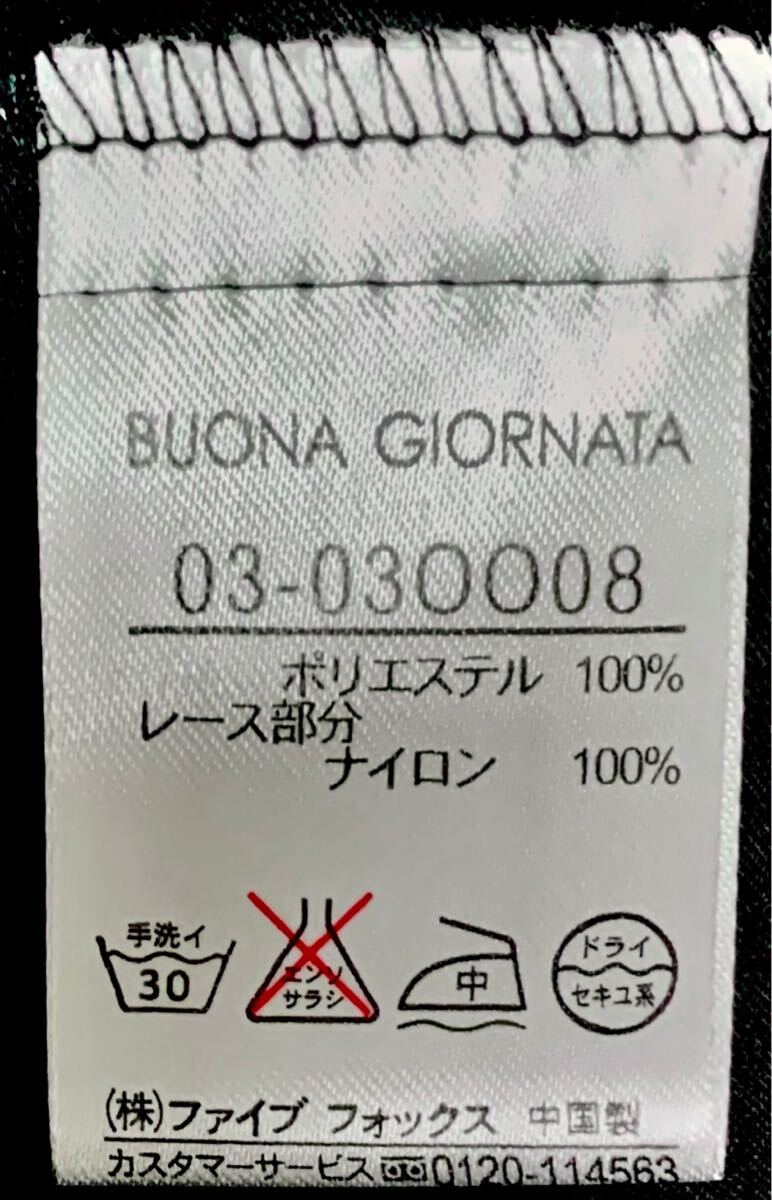 BUONA GIORNATA
03-030008
ポリエステル 100%
レース部分
ナイロン 100%
手洗イ
30
エンソ
サラシ
中
ドライ
セキユ系
(株)ファイブ フォックス 中国製
カスタマーサービス 0120-114563